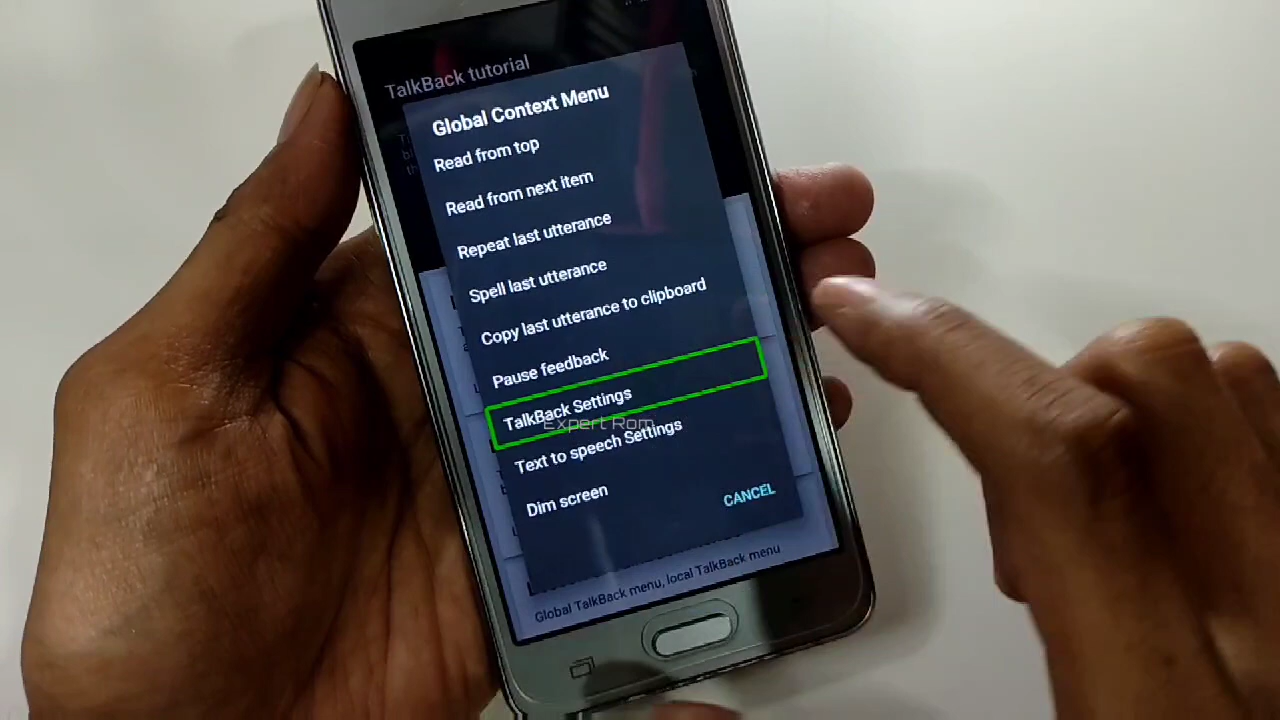 TalkBack tutorial
Global Context Menu
Read from top
Read from next item
Repeat last utterance
Spell last utterance
Copy last utterance to clipboard
Pause feedback
TalkBack Settings
Expert Rom
Text to speech Settings
Dim screen
CANCEL
Global TalkBack menu, local TalkBack menu